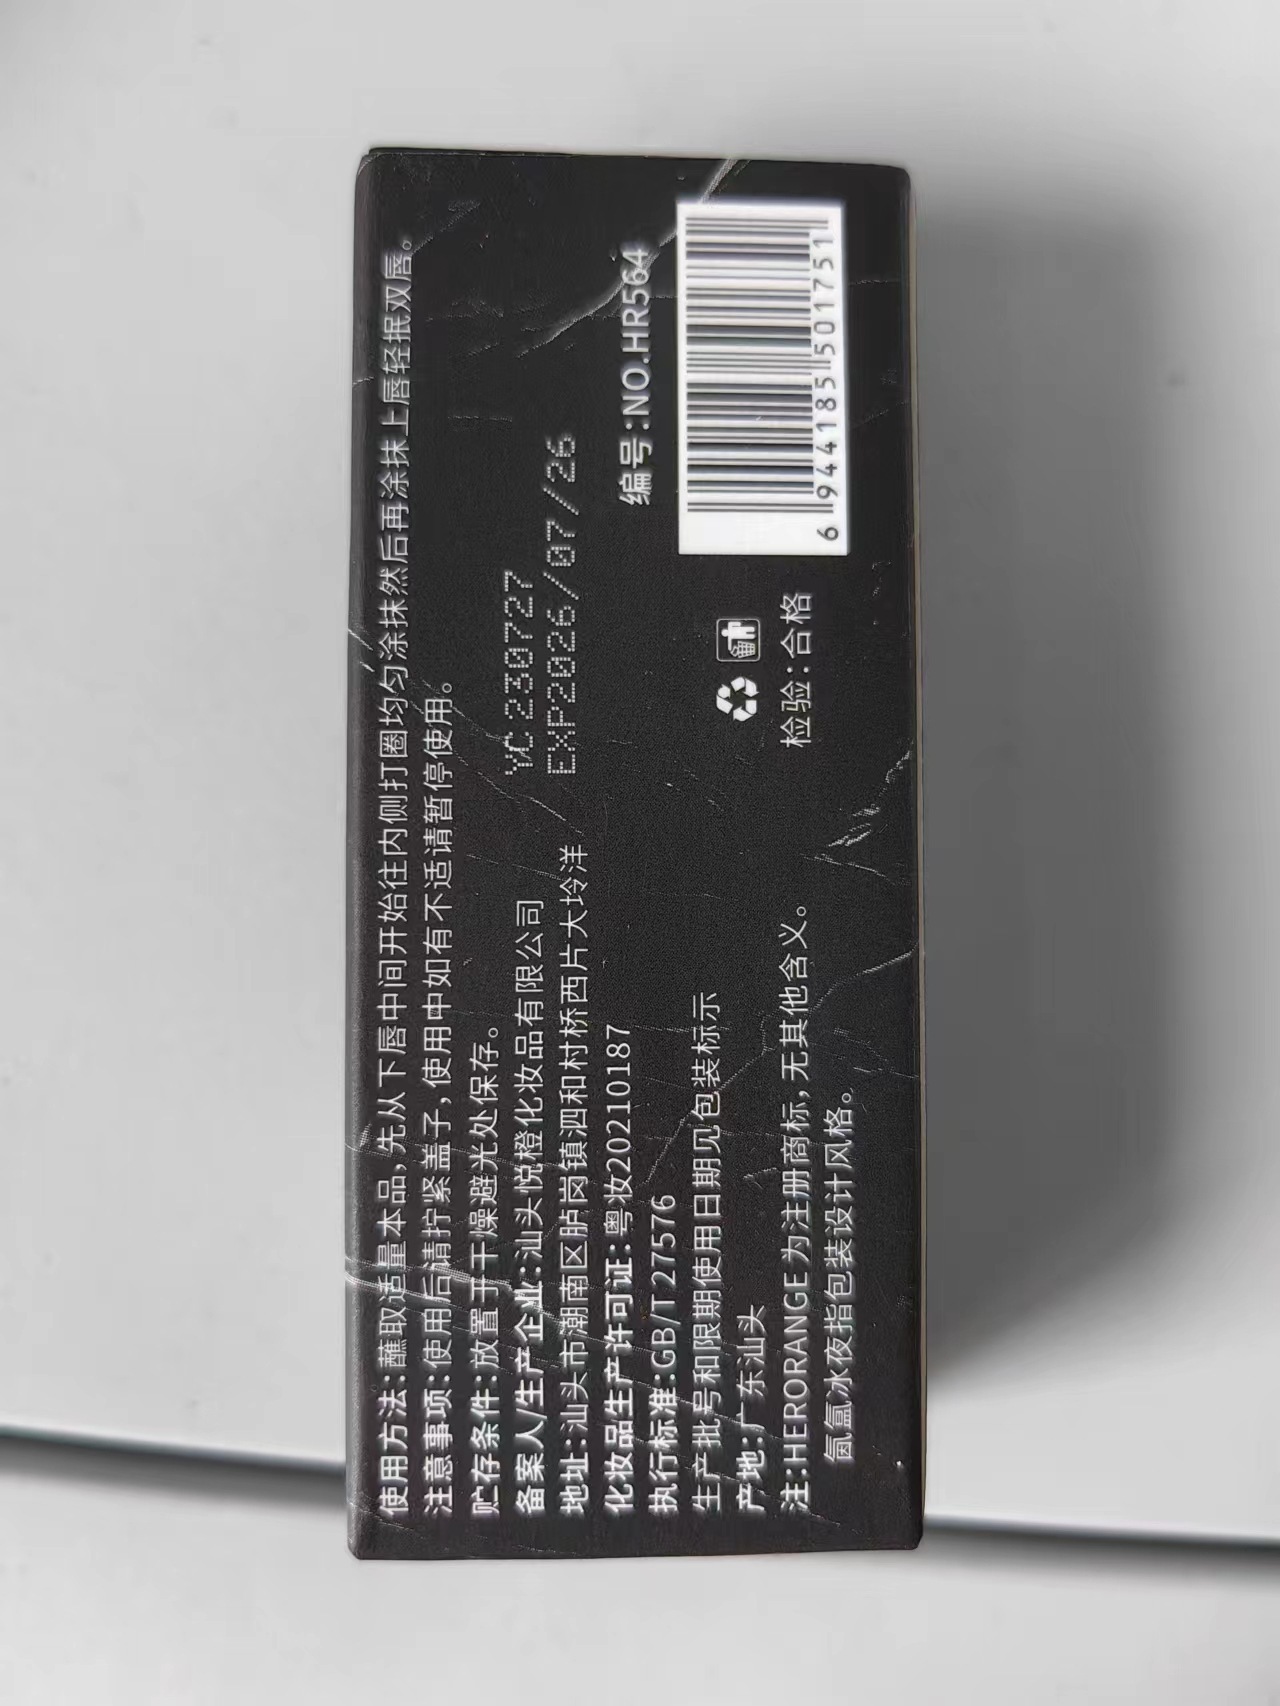 使用方法:蘸取适量本品,先从下唇中间开始往内侧打圈均匀涂抹然后再涂抹上唇轻抿双唇。
注意事项:使用后请拧紧盖子,使用中如有不适请暂停使用。
贮存条件:放置于干燥避光处保存。
备案人/生产企业:汕头悦橙化妆品有限公司
地址:汕头市潮南区胪岗镇泗和村桥西片大坽洋
化妆品生产许可证:粤妆20210187
执行标准:GB/T27576
生产批号和限期使用日期见包装标示
产地:广东汕头
注:HERORANGE为注册商标,无其他含义。
氤氲冰夜指包装设计风格。
YC230727
EXP2026/07/26
编号:NO.HR564
检验:合格
6 944185 501751